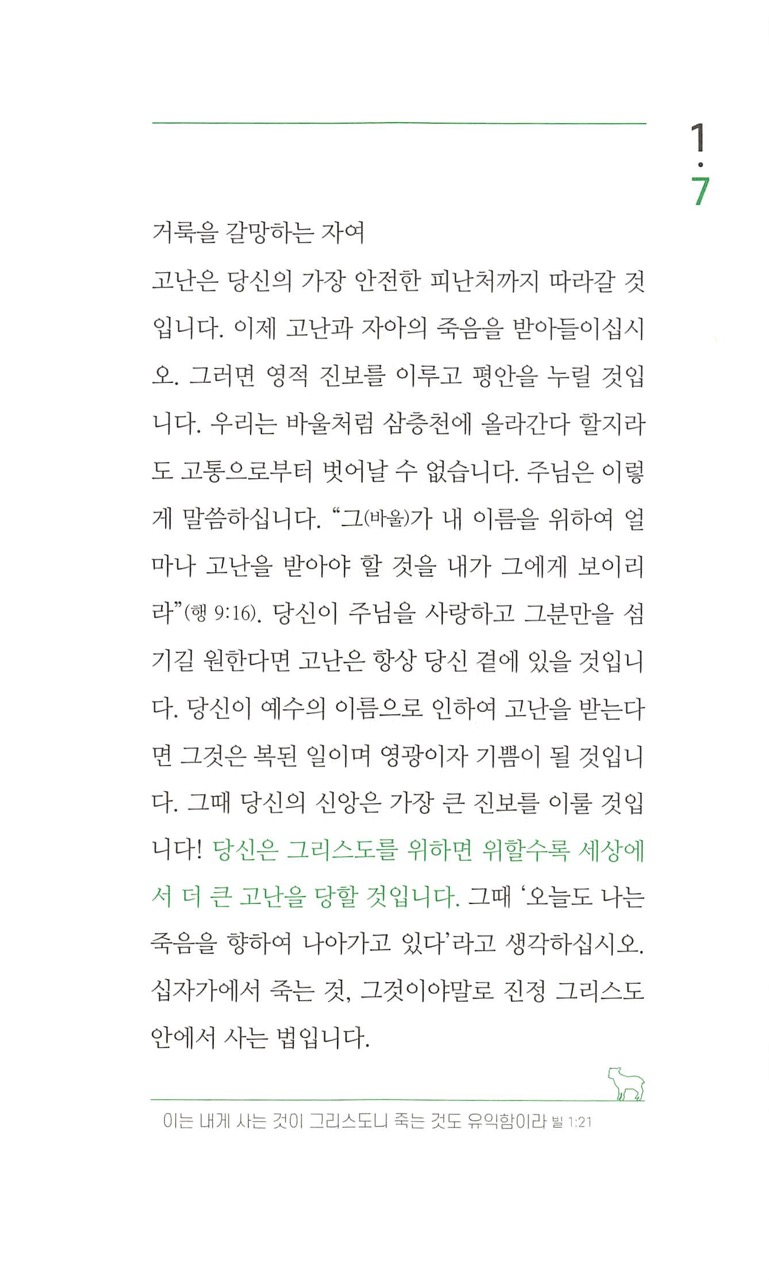 1
·
7
거룩을 갈망하는 자여
고난은 당신의 가장 안전한 피난처까지 따라갈 것
입니다. 이제 고난과 자아의 죽음을 받아들이십시
오. 그러면 영적 진보를 이루고 평안을 누릴 것입
니다. 우리는 바울처럼 삼층천에 올라간다 할지라
도 고통으로부터 벗어날 수 없습니다. 주님은 이렇
게 말씀하십니다. “그(바울)가 내 이름을 위하여 얼
마나 고난을 받아야 할 것을 내가 그에게 보이리
라”(행 9:16). 당신이 주님을 사랑하고 그분만을 섬
기길 원한다면 고난은 항상 당신 곁에 있을 것입니
다. 당신이 예수의 이름으로 인하여 고난을 받는다
면 그것은 복된 일이며 영광이자 기쁨이 될 것입니
다. 그때 당신의 신앙은 가장 큰 진보를 이룰 것입
니다! 당신은 그리스도를 위하면 위할수록 세상에
서 더 큰 고난을 당할 것입니다. 그때 ‘오늘도 나는
죽음을 향하여 나아가고 있다’라고 생각하십시오.
십자가에서 죽는 것, 그것이야말로 진정 그리스도
안에서 사는 법입니다.
이는 내게 사는 것이 그리스도니 죽는 것도 유익함이라 빌 1:21